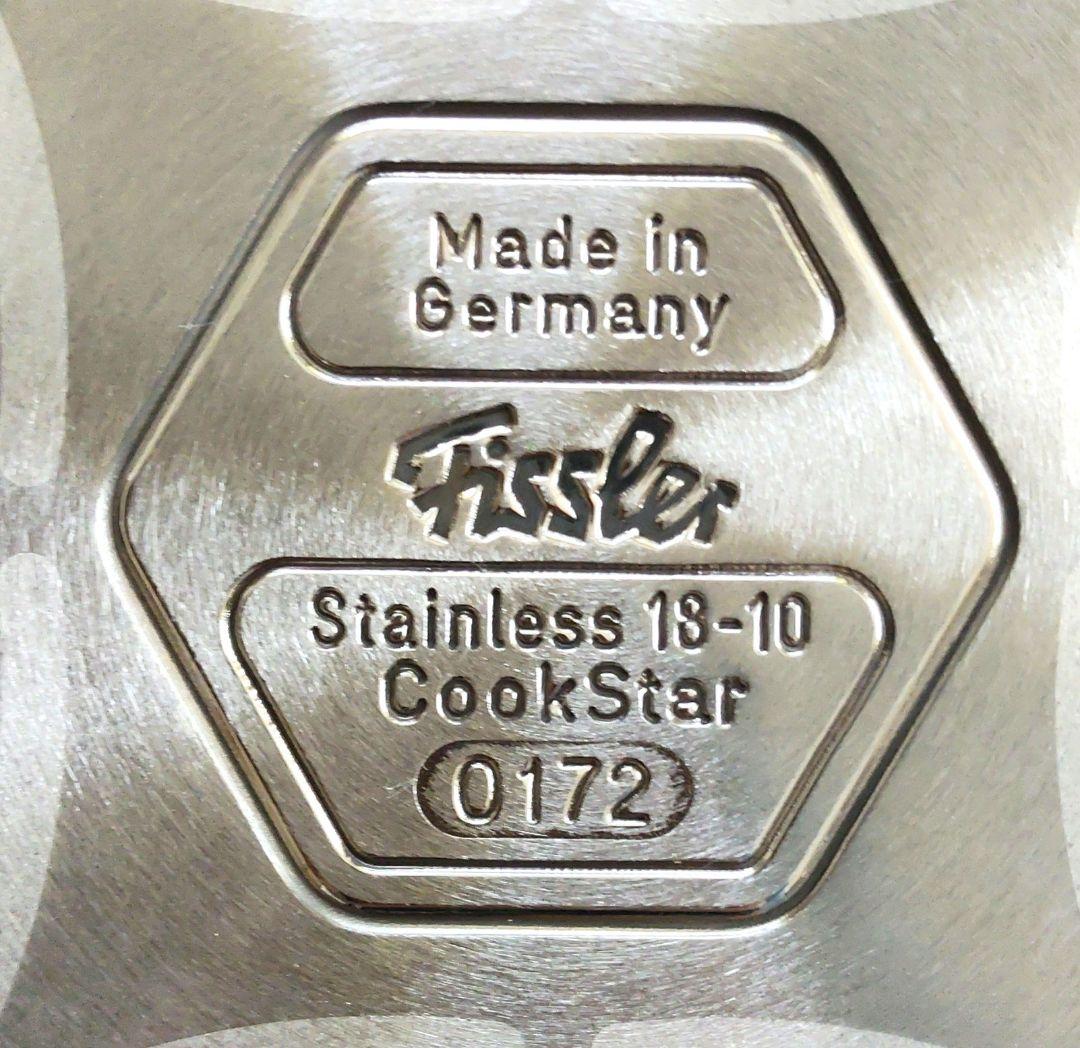 Made in
Germany
Fissler
Stainless 18-10
CookStar
0172